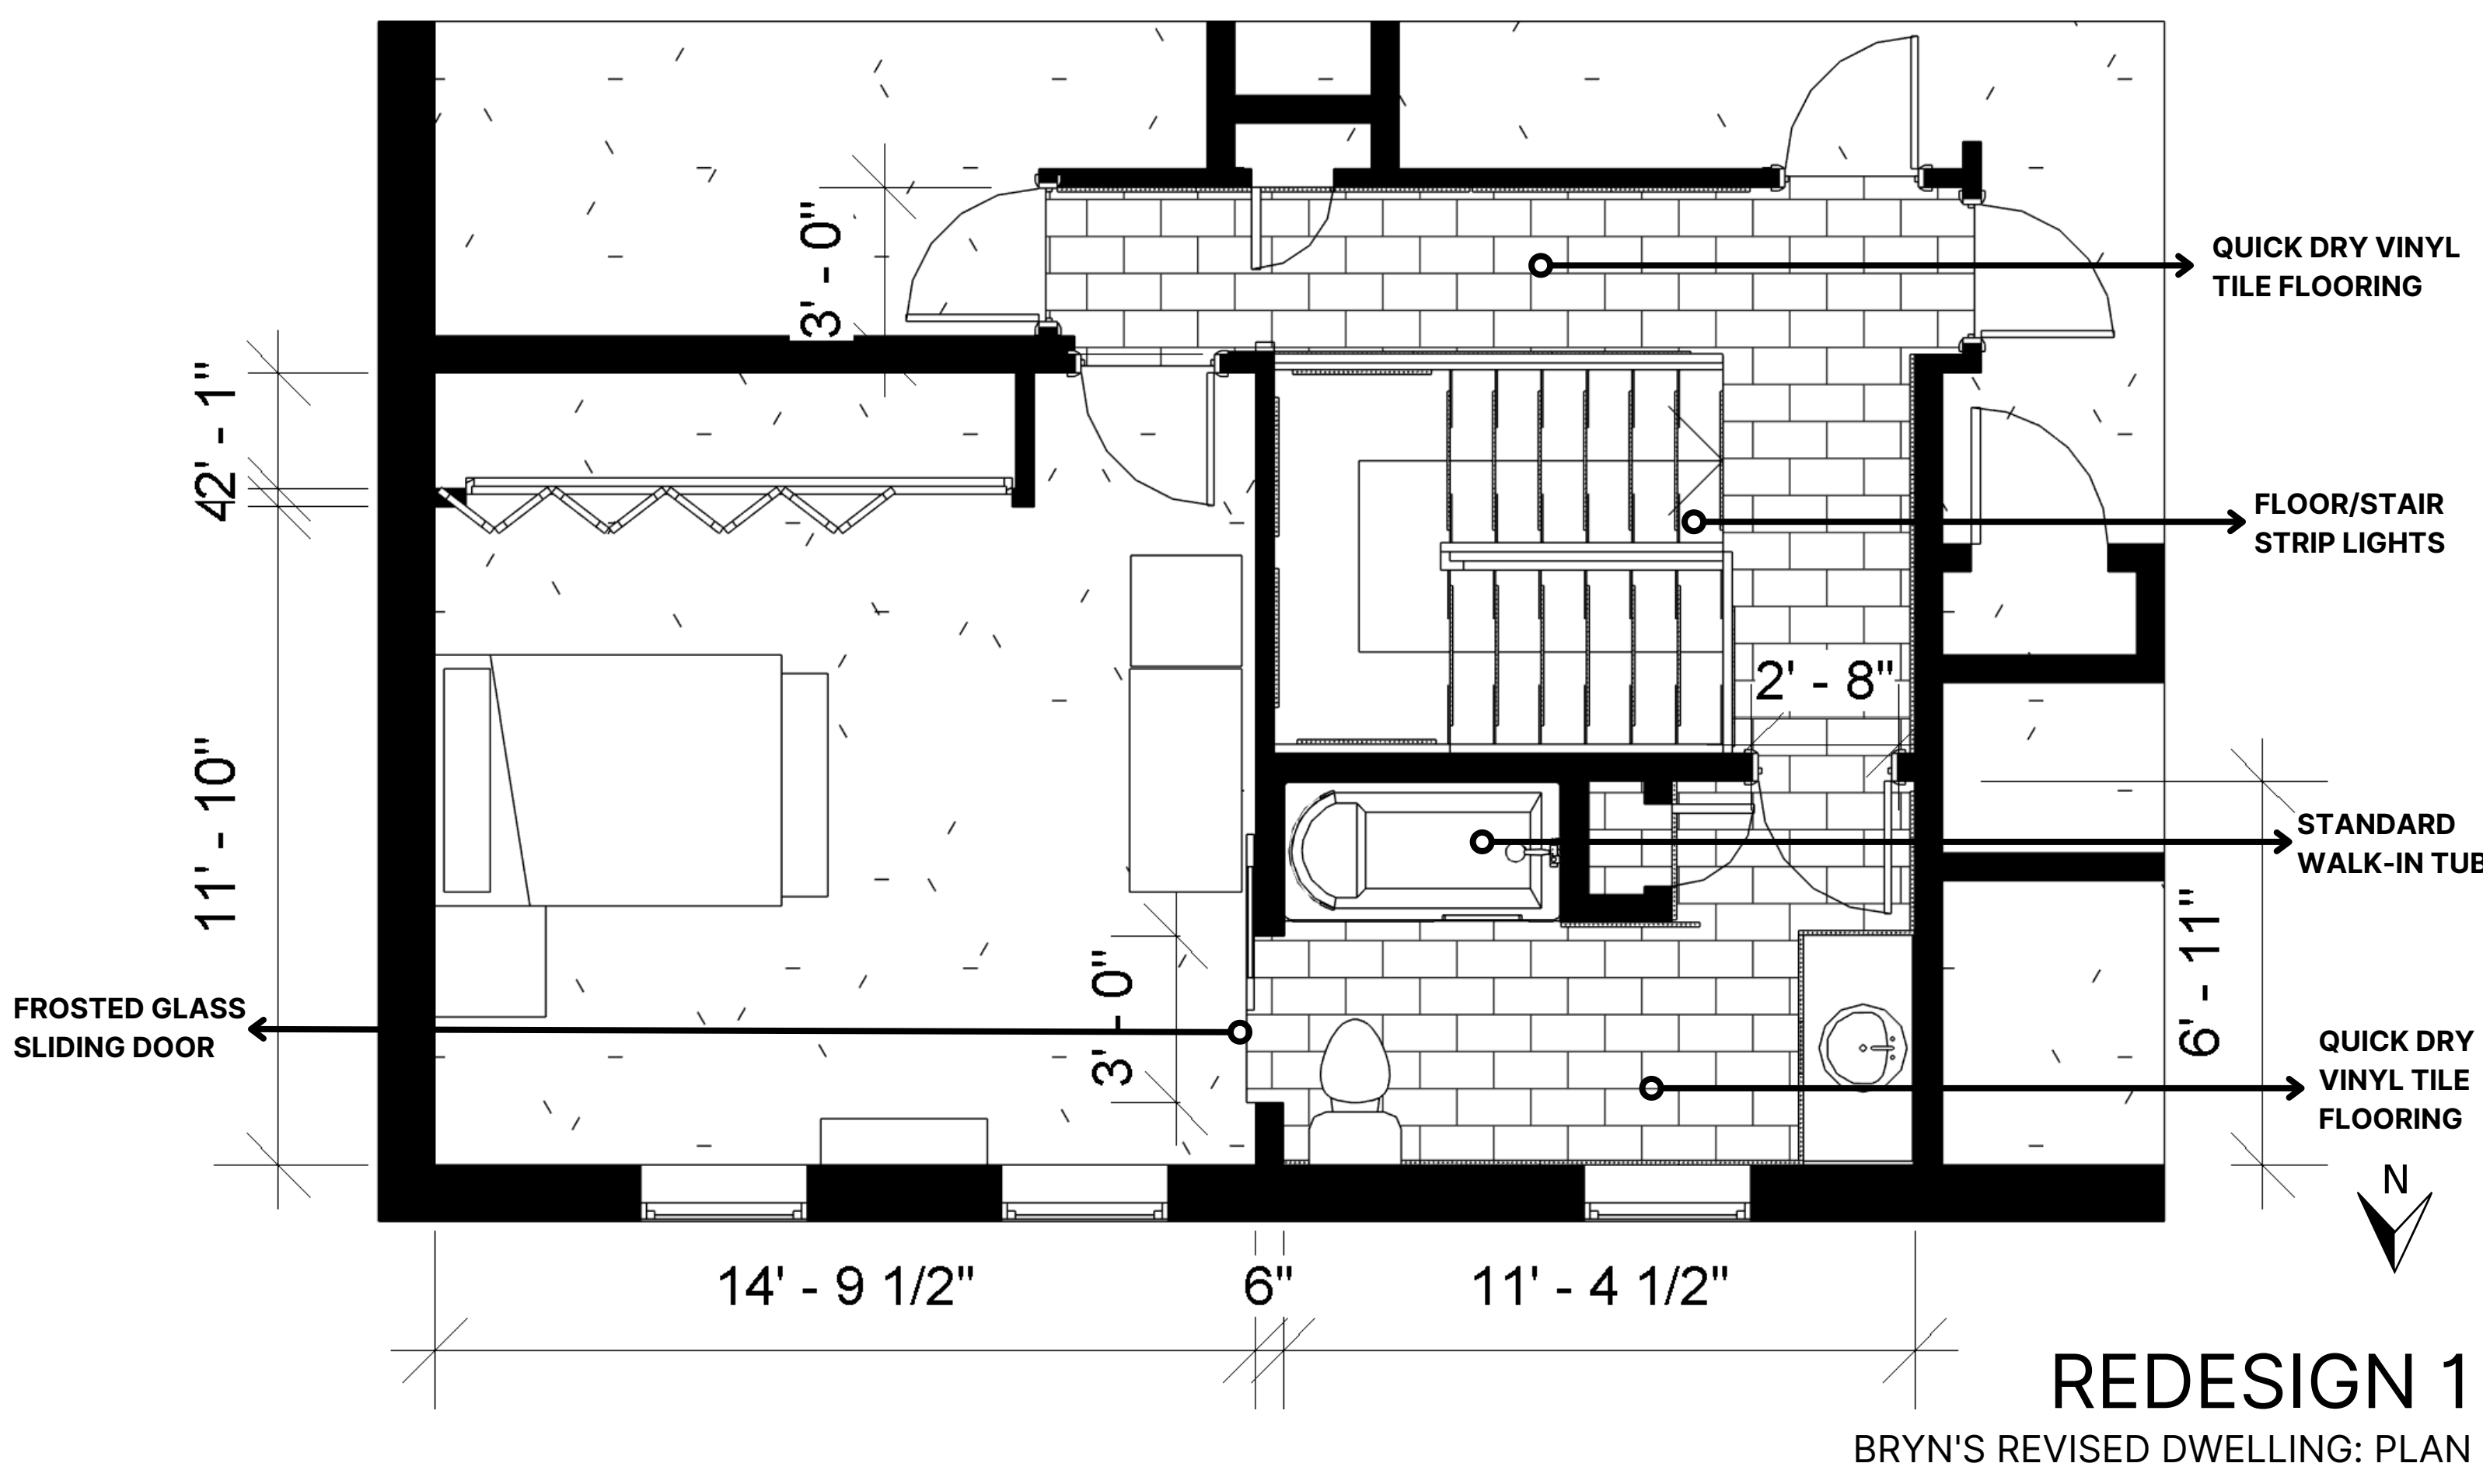 QUICK DRY VINYL
TILE FLOORING
3' - 0"
42' - 1"
FLOOR/STAIR
STRIP LIGHTS
2' - 8"
11' - 10"
STANDARD
WALK-IN TUB
6' - 11"
3' - 0"
FROSTED GLASS
SLIDING DOOR
QUICK DRY
VINYL TILE
FLOORING
N
14' - 9 1/2"
6"
11' - 4 1/2"
REDESIGN 1
BRYN'S REVISED DWELLING: PLAN